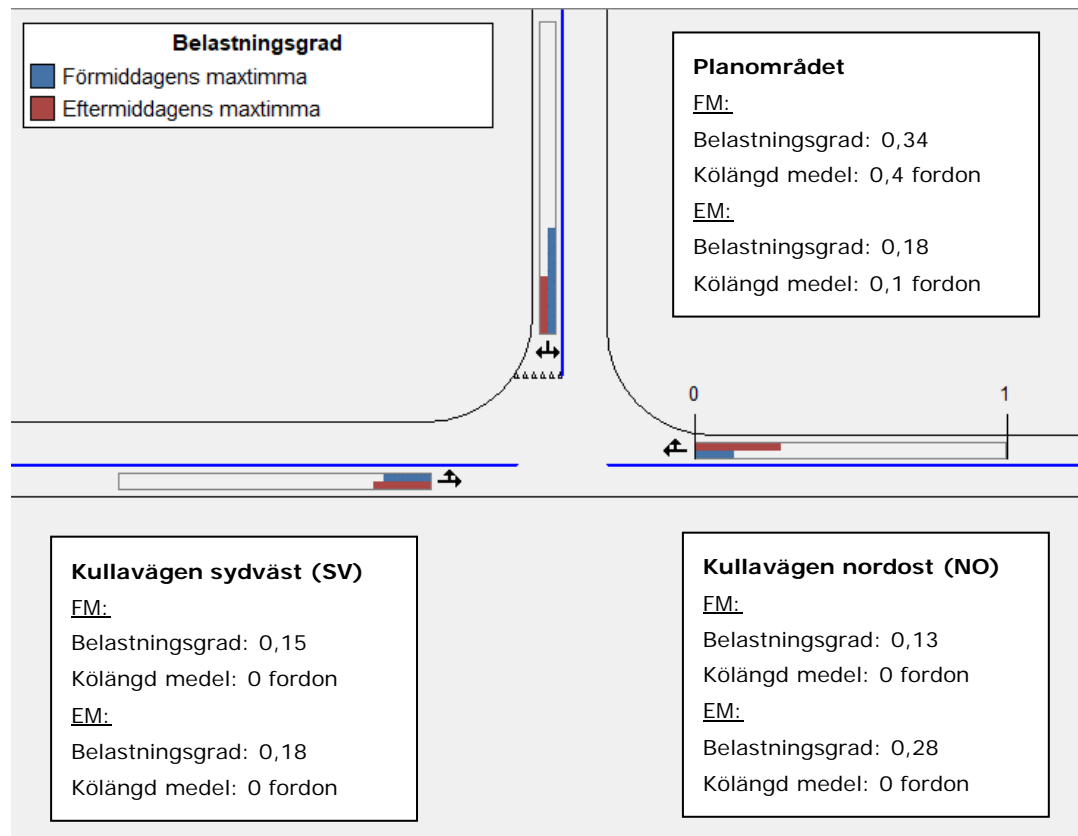 Belastningsgrad
Förmiddagens maxtimma
Eftermiddagens maxtimma
Planområdet
FM:
Belastningsgrad: 0,34
Kölängd medel: 0,4 fordon
EM:
Belastningsgrad: 0,18
Kölängd medel: 0,1 fordon
0 1
Kullavägen sydväst (SV)
FM:
Belastningsgrad: 0,15
Kölängd medel: 0 fordon
EM:
Belastningsgrad: 0,18
Kölängd medel: 0 fordon
Kullavägen nordost (NO)
FM:
Belastningsgrad: 0,13
Kölängd medel: 0 fordon
EM:
Belastningsgrad: 0,28
Kölängd medel: 0 fordon